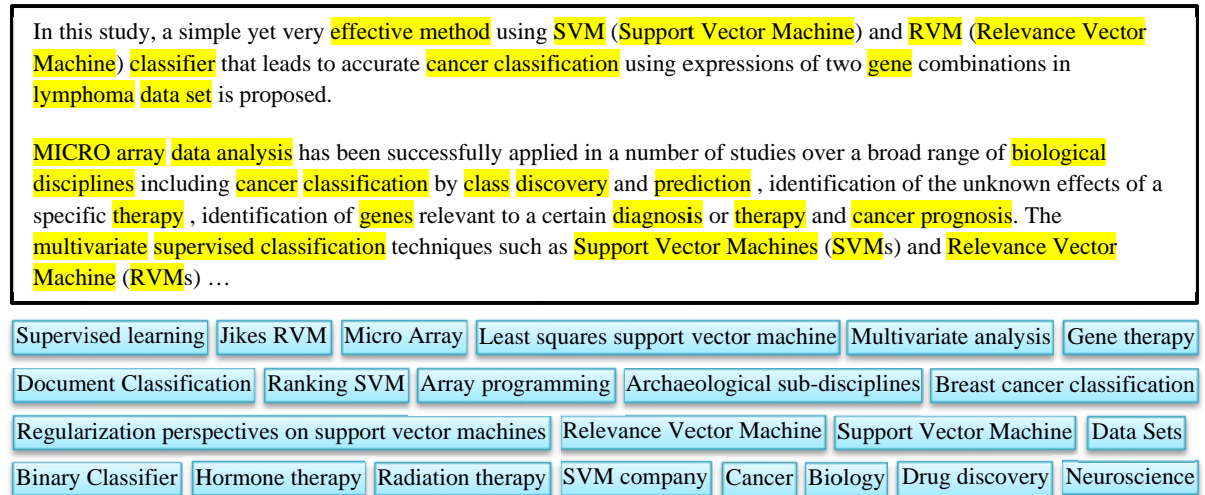 In this study, a simple yet very effective method using SVM (Support Vector Machine) and RVM (Relevance Vector
Machine) classifier that leads to accurate cancer classification using expressions of two gene combinations in
lymphoma data set is proposed.
MICRO array data analysis has been successfully applied in a number of studies over a broad range of biological
disciplines including cancer classification by class discovery and prediction , identification of the unknown effects of a
specific therapy , identification of genes relevant to a certain diagnosis or therapy and cancer prognosis. The
multivariate supervised classification techniques such as Support Vector Machines (SVMs) and Relevance Vector
Machine (RVMs) …
Supervised learning Jikes RVM Micro Array Least squares support vector machine Multivariate analysis Gene therapy
Document Classification Ranking SVM Array programming Archaeological sub-disciplines Breast cancer classification
Regularization perspectives on support vector machines Relevance Vector Machine Support Vector Machine Data Sets
Binary Classifier Hormone therapy Radiation therapy SVM company Cancer Biology Drug discovery Neuroscience